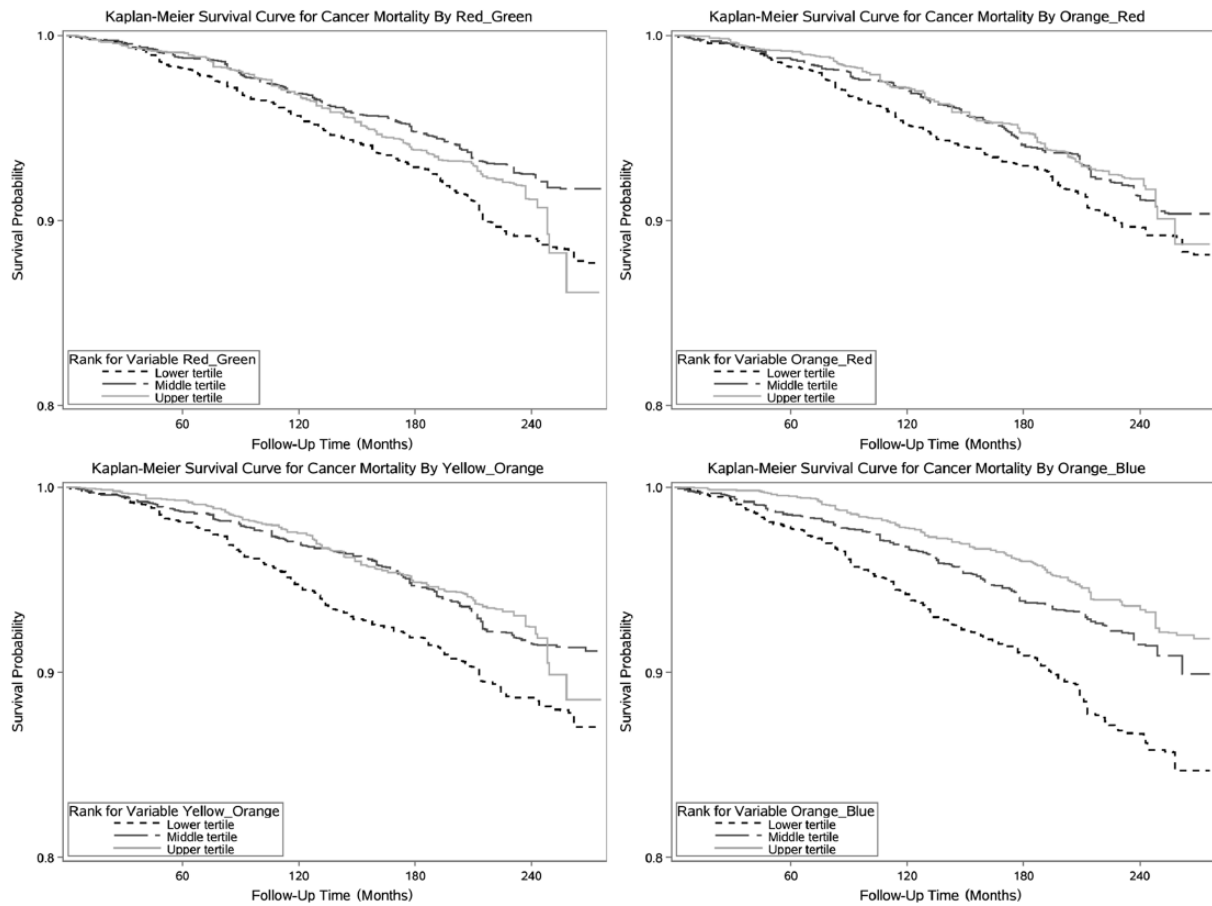 Kaplan-Meier Survival Curve for Cancer Mortality By Red_Green
1.0
0.9
0.8
Survival Probability
Rank for Variable Red_Green
Lower tertile
Middle tertile
Upper tertile
60 120 180 240
Follow-Up Time (Months)
Kaplan-Meier Survival Curve for Cancer Mortality By Orange_Red
1.0
0.9
0.8
Survival Probability
Rank for Variable Orange_Red
Lower tertile
Middle tertile
Upper tertile
60 120 180 240
Follow-Up Time (Months)
Kaplan-Meier Survival Curve for Cancer Mortality By Yellow_Orange
1.0
0.9
0.8
Survival Probability
Rank for Variable Yellow_Orange
Lower tertile
Middle tertile
Upper tertile
60 120 180 240
Follow-Up Time (Months)
Kaplan-Meier Survival Curve for Cancer Mortality By Orange_Blue
1.0
0.9
0.8
Survival Probability
Rank for Variable Orange_Blue
Lower tertile
Middle tertile
Upper tertile
60 120 180 240
Follow-Up Time (Months)